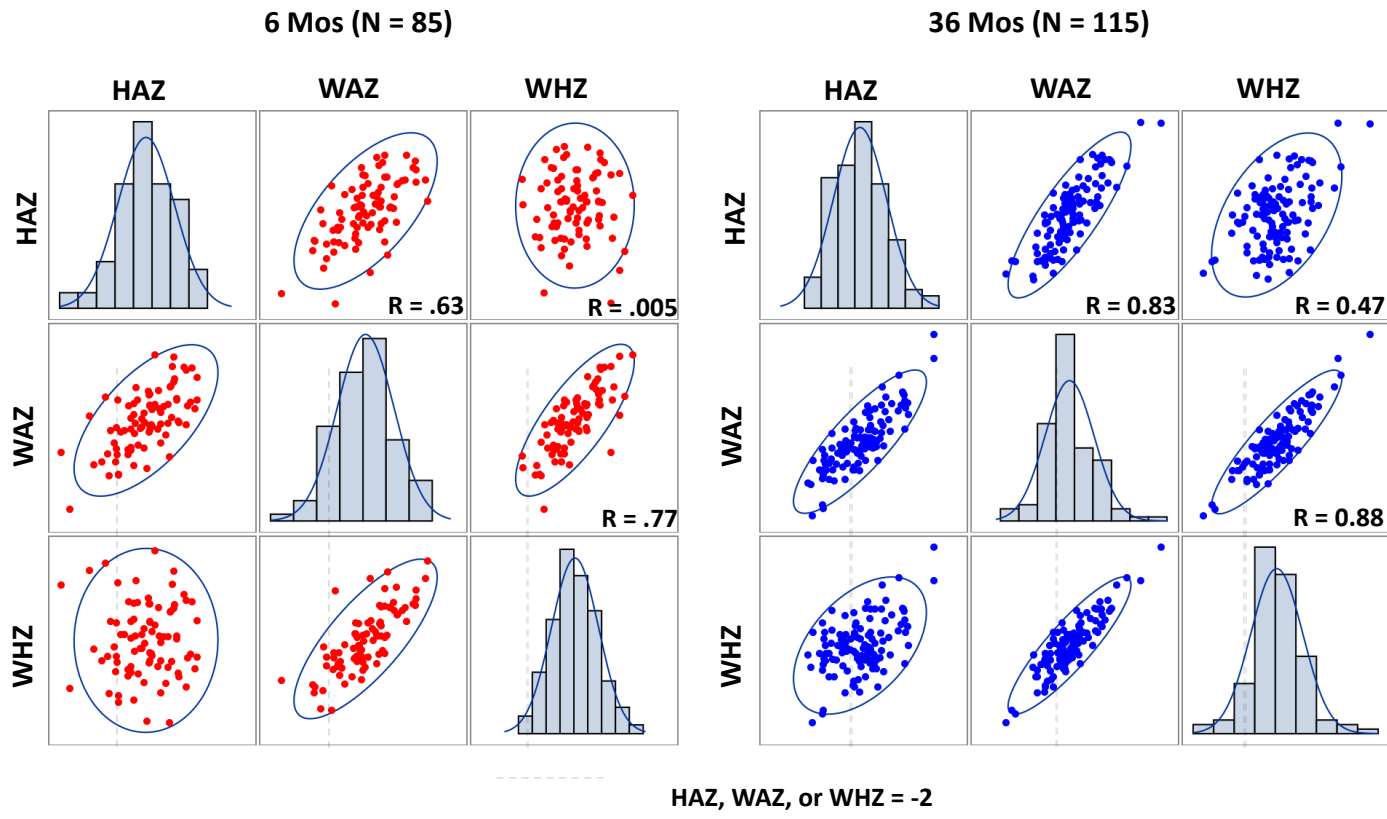 6 Mos (N = 85)
HAZ WAZ WHZ
HAZ
R = .63
R = .005
WAZ
R = .77
WHZ
36 Mos (N = 115)
HAZ WAZ WHZ
HAZ
R = 0.83
R = 0.47
WAZ
R = 0.88
WHZ
HAZ, WAZ, or WHZ = -2